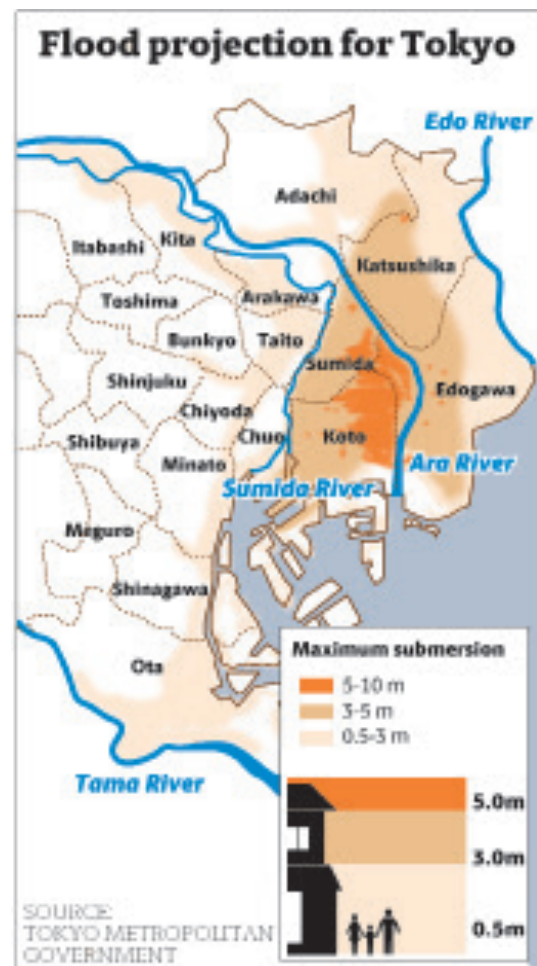 Flood projection for Tokyo
Edo River
Adachi
Kita
Itabashi
Katsushika
Toshima
Arakawa
Bunkyo
Taito
Sumida
Shinjuku
Edogawa
Chiyoda
Chuo
Koto
Shibuya
Minato
Ara River
Sumida River
Meguro
Shinagawa
Ota
Tama River
Maximum submersion
5-10 m
3-5 m
0.5-3 m
5.0m
3.0m
0.5m
SOURCE:
TOKYO METROPOLITAN
GOVERNMENT